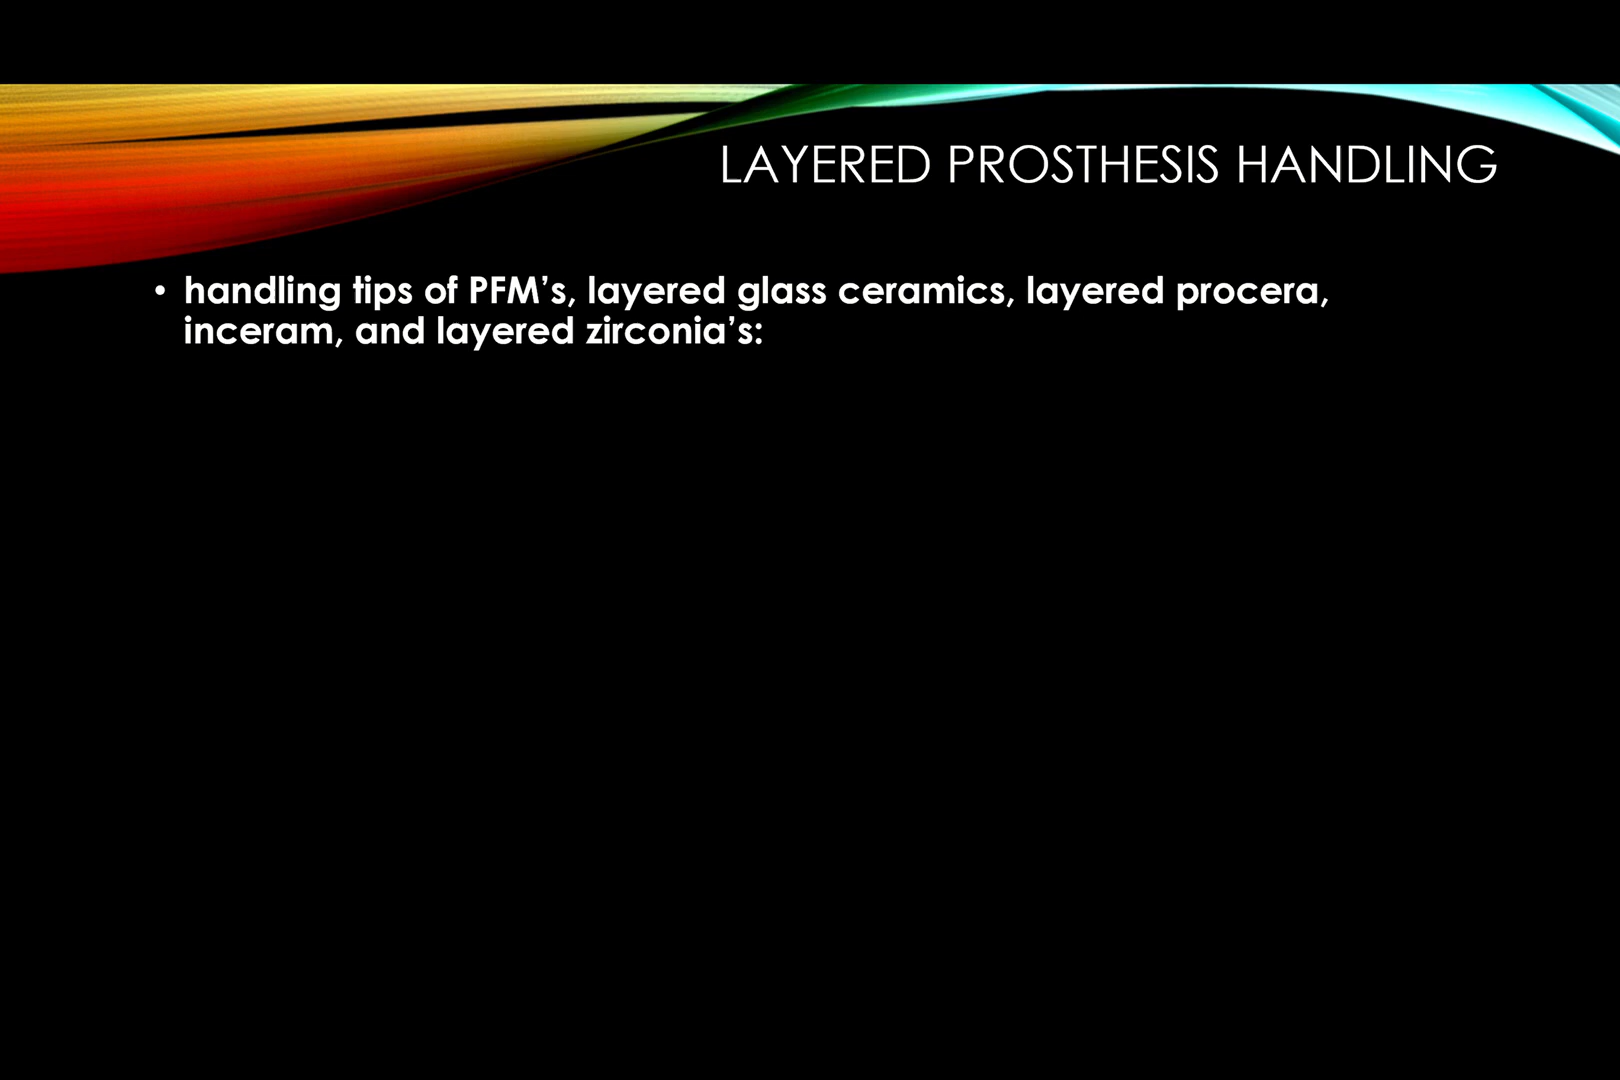 LAYERED PROSTHESIS HANDLING
• handling tips of PFM’s, layered glass ceramics, layered procera,
inceram, and layered zirconia’s: